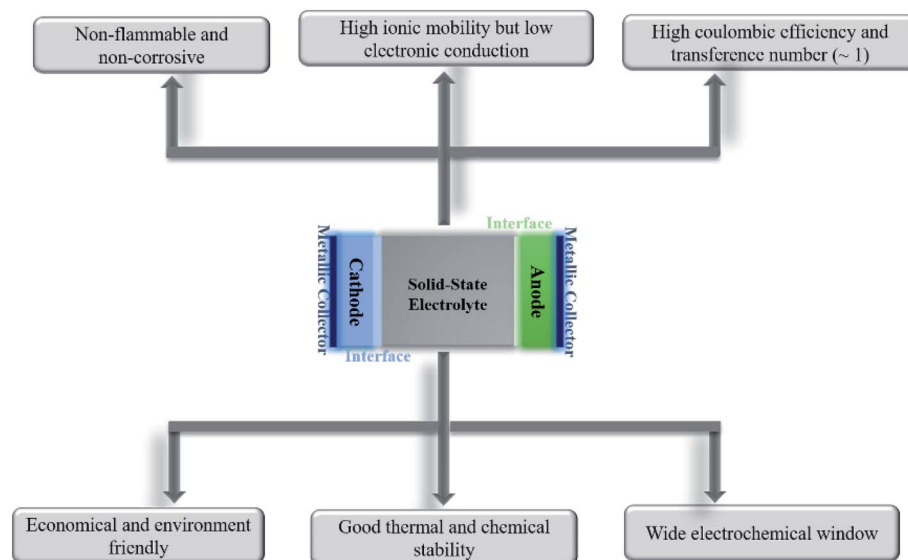 Non-flammable and
non-corrosive
High ionic mobility but low
electronic conduction
High coulombic efficiency and
transference number (~ 1)
Interface
Metallic Collector
Cathode
Solid-State
Electrolyte
Anode
Metallic Collector
Interface
Economical and environment
friendly
Good thermal and chemical
stability
Wide electrochemical window